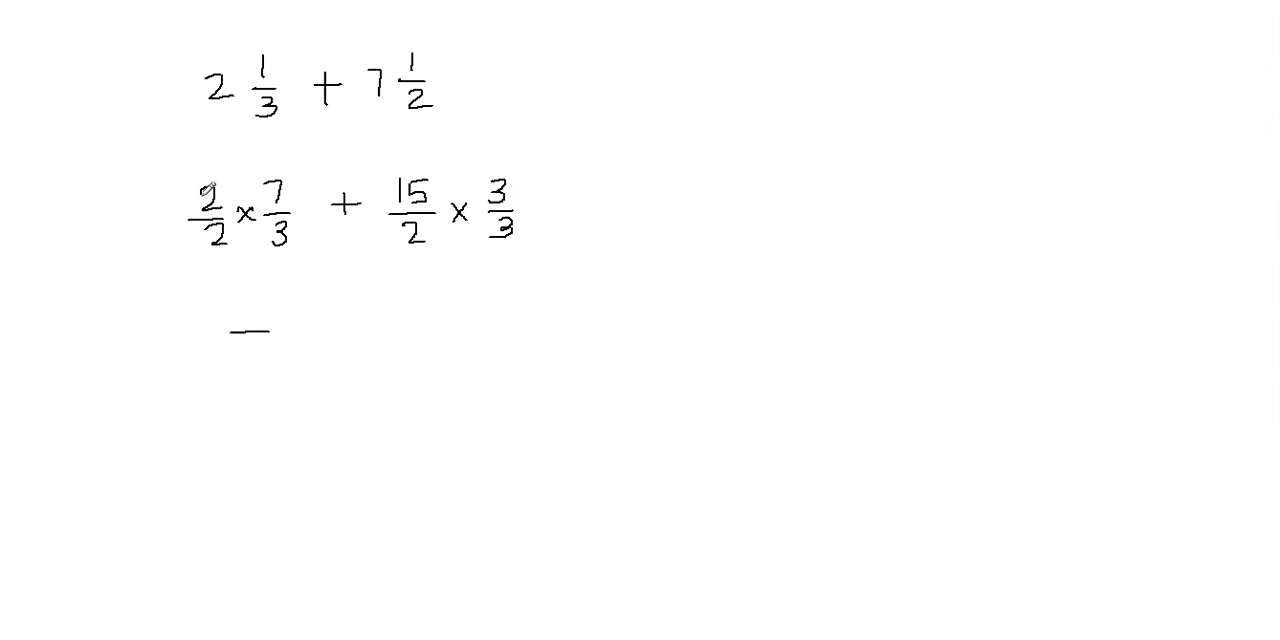 2 1/3 + 7 1/2
2/2 × 7/3 + 15/2 × 3/3
—